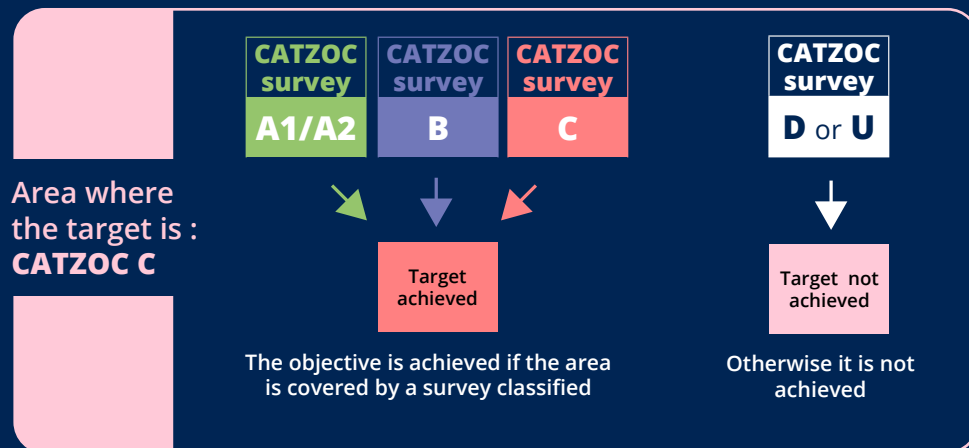 Area where
the target is :
CATZOC C
CATZOC
survey
A1/A2
CATZOC
survey
B
CATZOC
survey
C
Target
achieved
The objective is achieved if the area
is covered by a survey classified
CATZOC
survey
D or U
Target not
achieved
Otherwise it is not
achieved